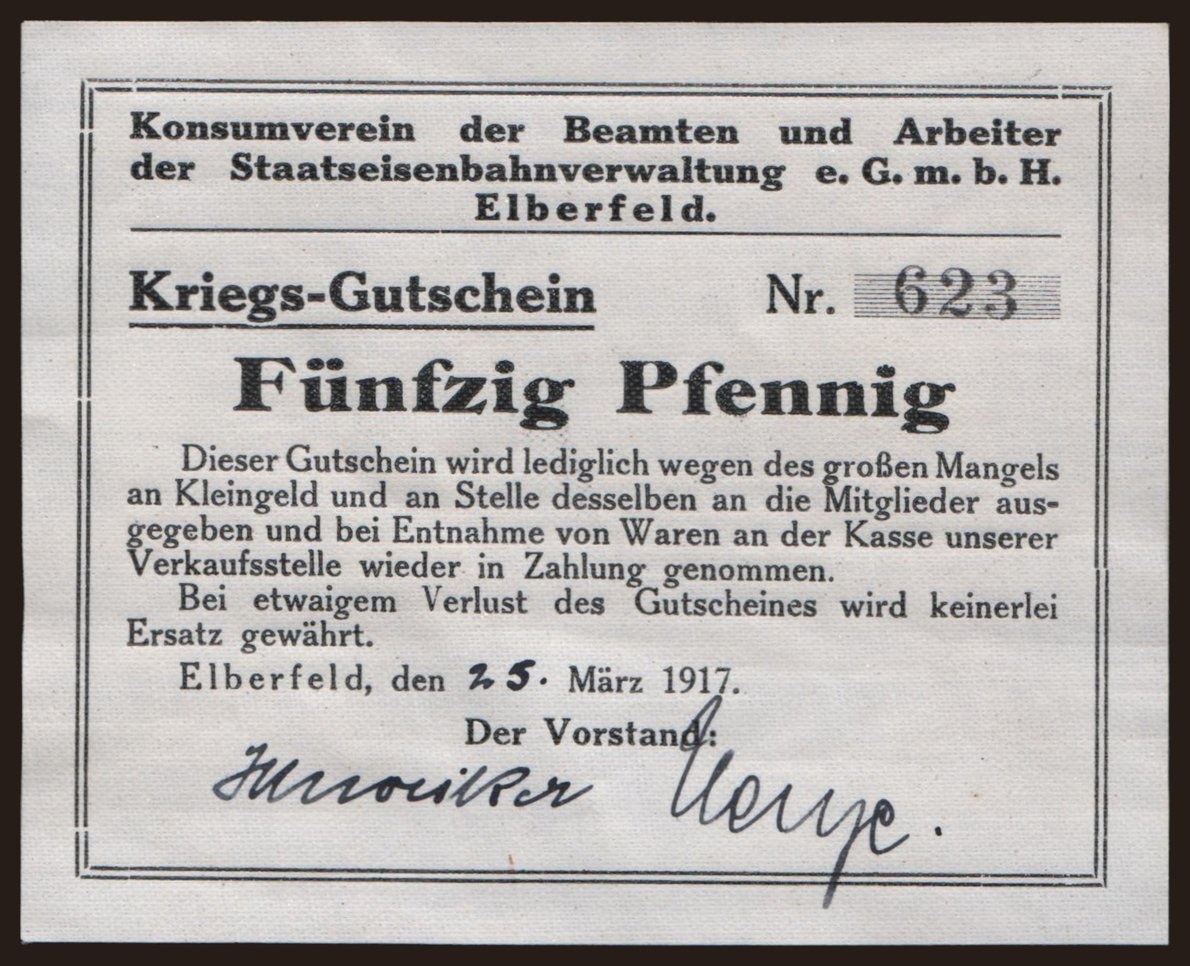 Konsumverein der Beamten und Arbeiter
der Staatseisenbahnverwaltung e. G. m. b. H.
Elberfeld.
Kriegs-Gutschein Nr. 623
Fünfzig Pfennig
Dieser Gutschein wird lediglich wegen des großen Mangels
an Kleingeld und an Stelle desselben an die Mitglieder aus-
gegeben und bei Entnahme von Waren an der Kasse unserer
Verkaufsstelle wieder in Zahlung genommen.
Bei etwaigem Verlust des Gutscheines wird keinerlei
Ersatz gewährt.
Elberfeld, den 25. März 1917.
Der Vorstand: